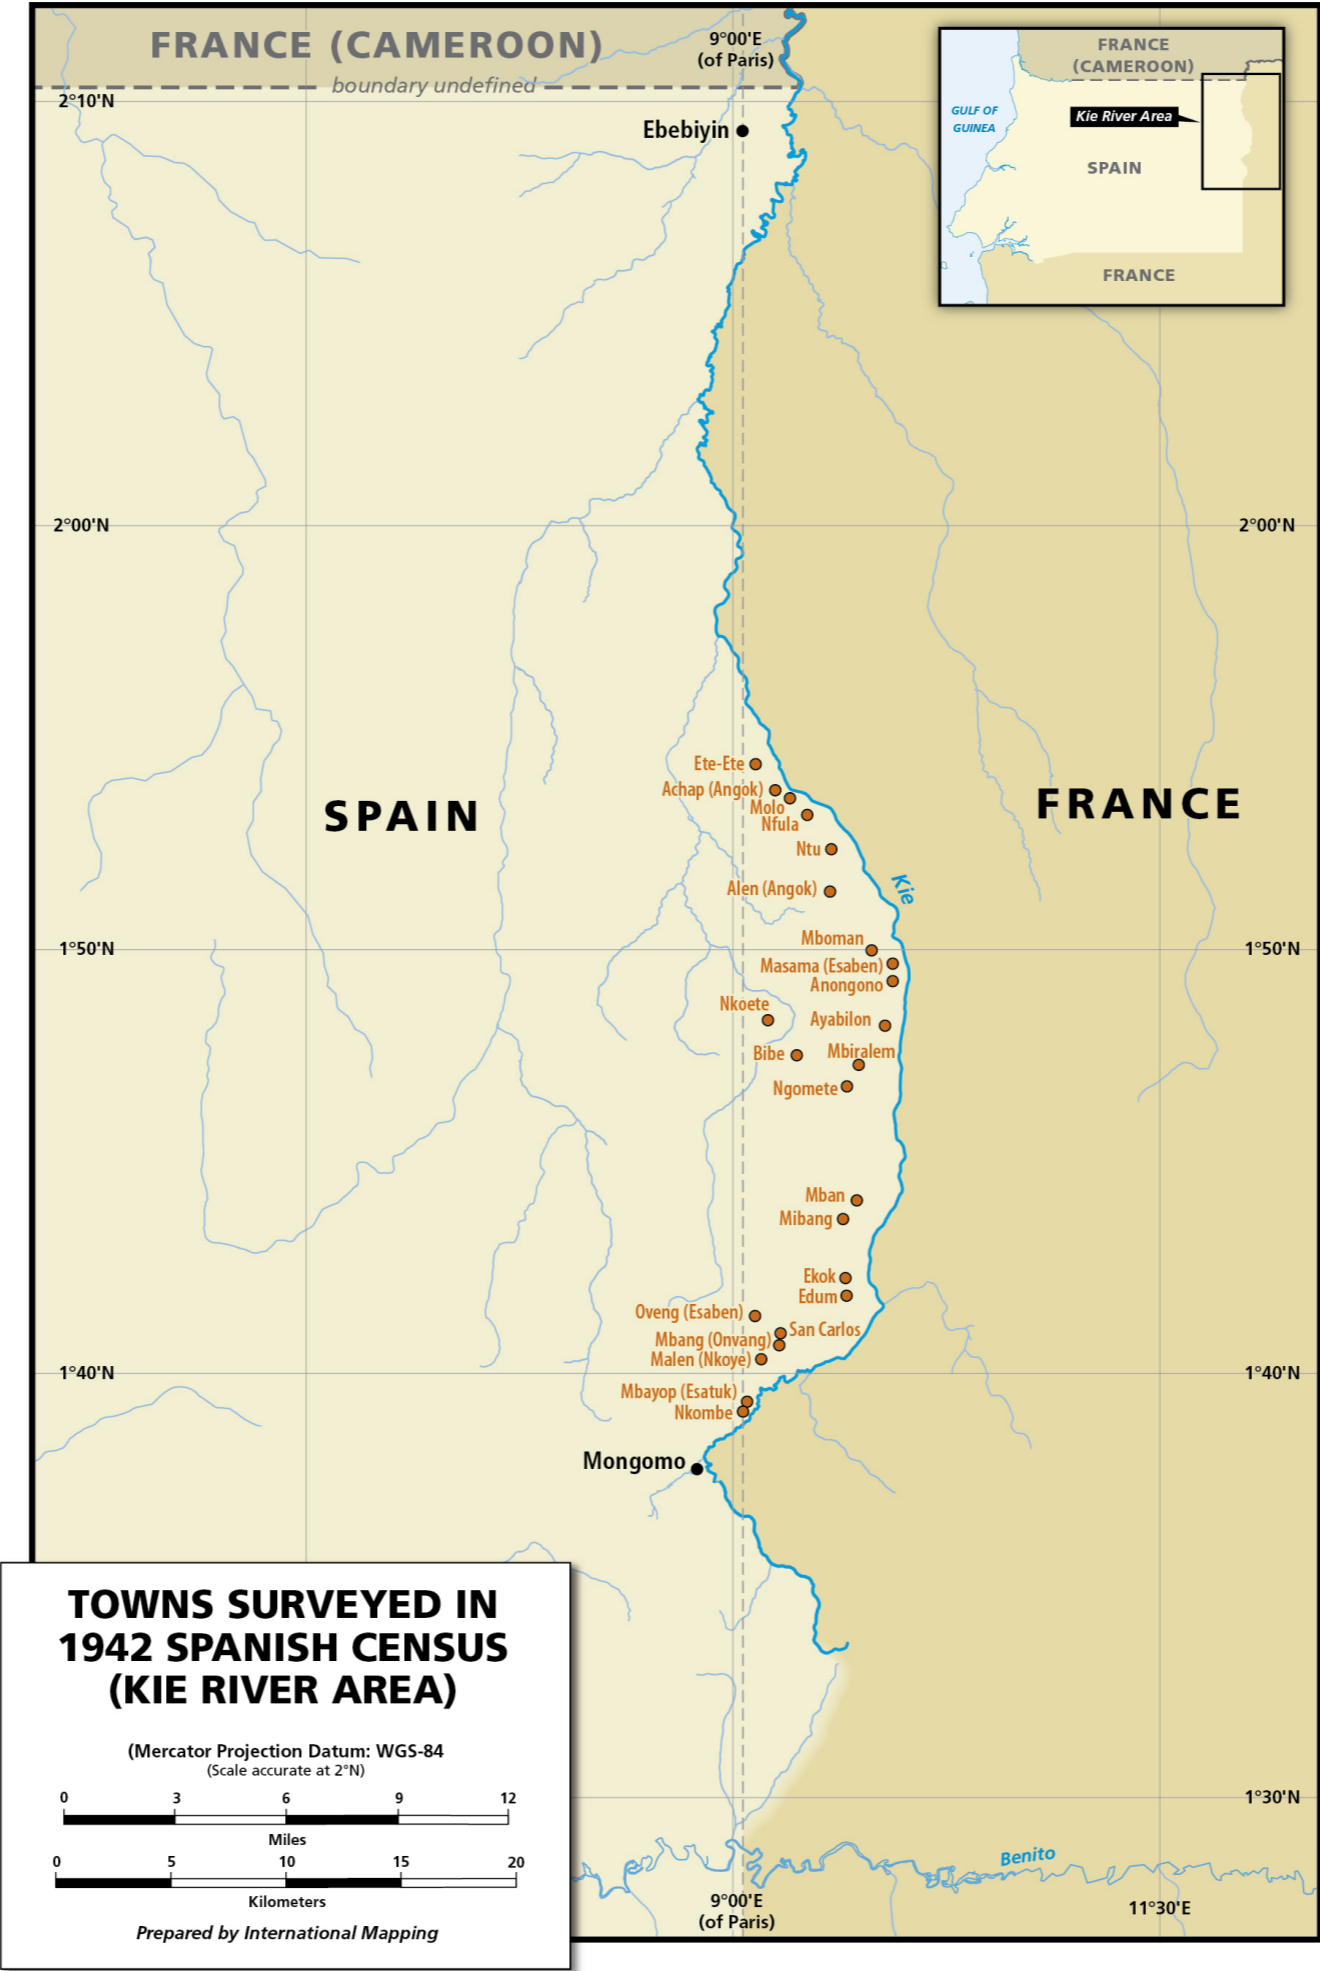 FRANCE (CAMEROON)
boundary undefined
9°00'E
(of Paris)
2°10'N
Ebebiyin
FRANCE
(CAMEROON)
GULF OF
GUINEA
Kie River Area
SPAIN
FRANCE
2°00'N
2°00'N
Ete-Ete
Achap (Angok)
Molo
Nfula
SPAIN
FRANCE
Ntu
Alen (Angok)
Kie
Mboman
1°50'N
1°50'N
Masama (Esaben)
Anongono
Nkoete
Ayabilon
Bibe
Mbiralem
Ngomete
Mban
Mibang
Ekok
Edum
Oveng (Esaben)
San Carlos
Mbang (Onvang)
Malen (Nkoye)
1°40'N
1°40'N
Mbayop (Esatuk)
Nkombe
Mongomo
TOWNS SURVEYED IN
1942 SPANISH CENSUS
(KIE RIVER AREA)
(Mercator Projection Datum: WGS-84
(Scale accurate at 2°N)
0 3 6 9 12
Miles
0 5 10 15 20
Kilometers
Prepared by International Mapping
1°30'N
Benito
9°00'E
(of Paris)
11°30'E